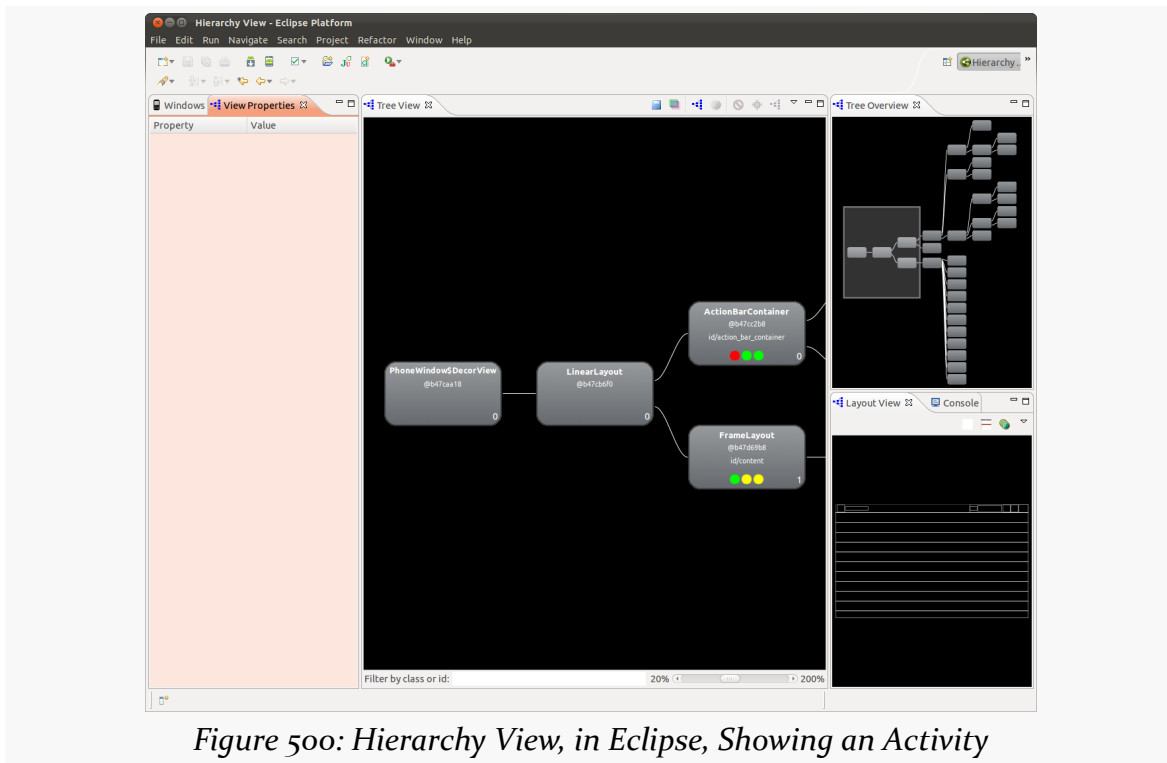 Hierarchy View - Eclipse Platform
File Edit Run Navigate Search Project Refactor Window Help
Hierarchy .. »
Windows View Properties
Tree View
Tree Overview
Property Value
ActionBarContainer
@b47cc2b8
id/action_bar_container
0
PhoneWindow$DecorView
@b47caa18
0
LinearLayout
@b47cb6f0
0
FrameLayout
@b47d69b8
id/content
1
Layout View Console
Filter by class or id: 20% 200%
Figure 500: Hierarchy View, in Eclipse, Showing an Activity